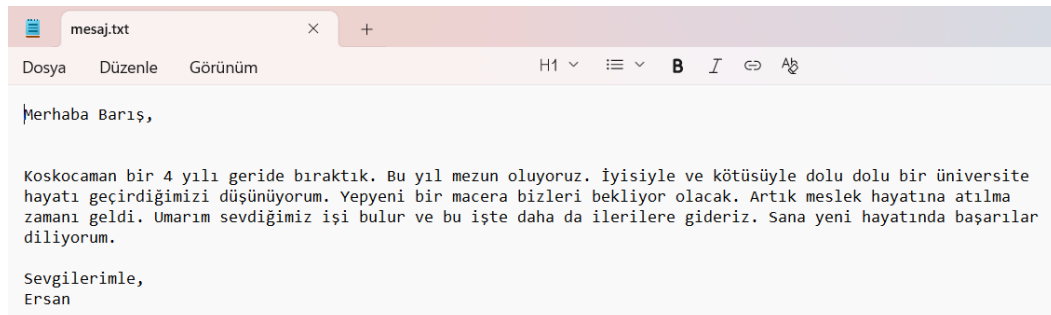 mesaj.txt
Dosya Düzenle Görünüm H1 B I
Merhaba Barış,
Koskocaman bir 4 yılı geride bıraktık. Bu yıl mezun oluyoruz. İyisiyle ve kötüsüyle dolu dolu bir üniversite
hayatı geçirdiğimizi düşünüyorum. Yepyeni bir macera bizleri bekliyor olacak. Artık meslek hayatına atılma
zamanı geldi. Umarım sevdiğimiz işi bulur ve bu işte daha da ilerilere gideriz. Sana yeni hayatında başarılar
diliyorum.
Sevgilerimle,
Ersan